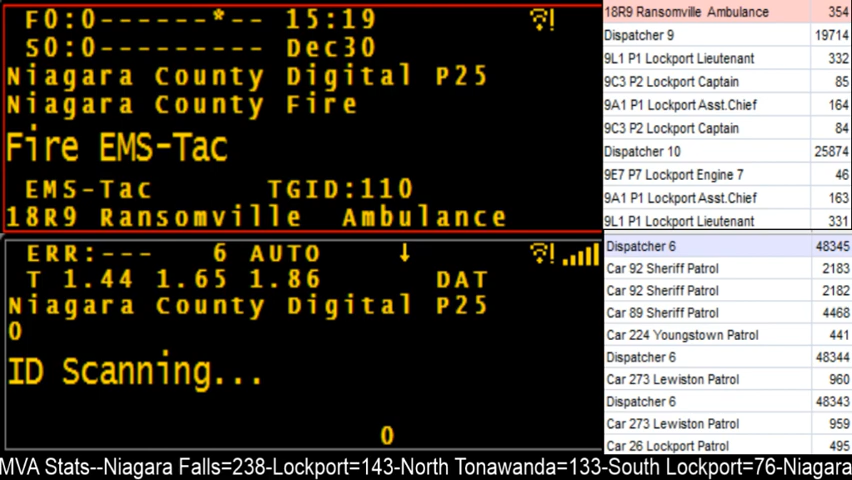 F0:0------*-- 15:19
S0:0--------- Dec30
Niagara County Digital P25
Niagara County Fire
Fire EMS-Tac
EMS-Tac TGID:110
18R9 Ransomville Ambulance
18R9 Ransomville Ambulance 354
Dispatcher 9 19714
9L1 P1 Lockport Lieutenant 332
9C3 P2 Lockport Captain 85
9A1 P1 Lockport Asst.Chief 164
9C3 P2 Lockport Captain 84
Dispatcher 10 25874
9E7 P7 Lockport Engine 7 46
9A1 P1 Lockport Asst.Chief 163
9L1 P1 Lockport Lieutenant 331
ERR:--- 6 AUTO ↓
T 1.44 1.65 1.86 DAT
Niagara County Digital P25
0
ID Scanning...
0
Dispatcher 6 48345
Car 92 Sheriff Patrol 2183
Car 92 Sheriff Patrol 2182
Car 89 Sheriff Patrol 4468
Car 224 Youngstown Patrol 441
Dispatcher 6 48344
Car 273 Lewiston Patrol 960
Dispatcher 6 48343
Car 273 Lewiston Patrol 959
Car 26 Lockport Patrol 495
MVA Stats--Niagara Falls=238-Lockport=143-North Tonawanda=133-South Lockport=76-Niagara